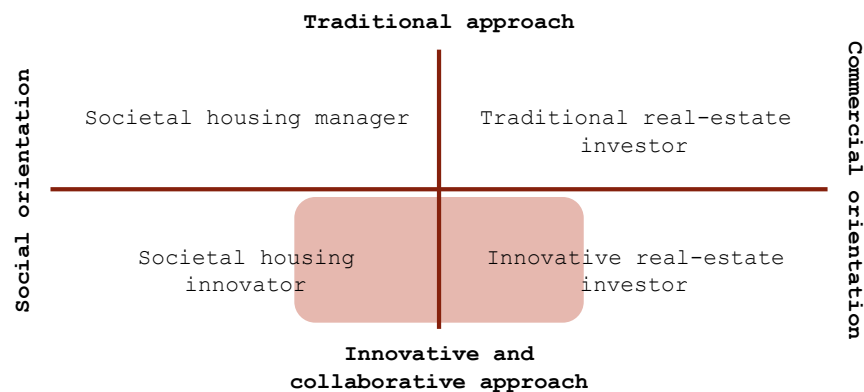 Traditional approach
Social orientation
Commercial orientation
Societal housing manager
Traditional real-estate
investor
Societal housing
innovator
Innovative real-estate
investor
Innovative and
collaborative approach